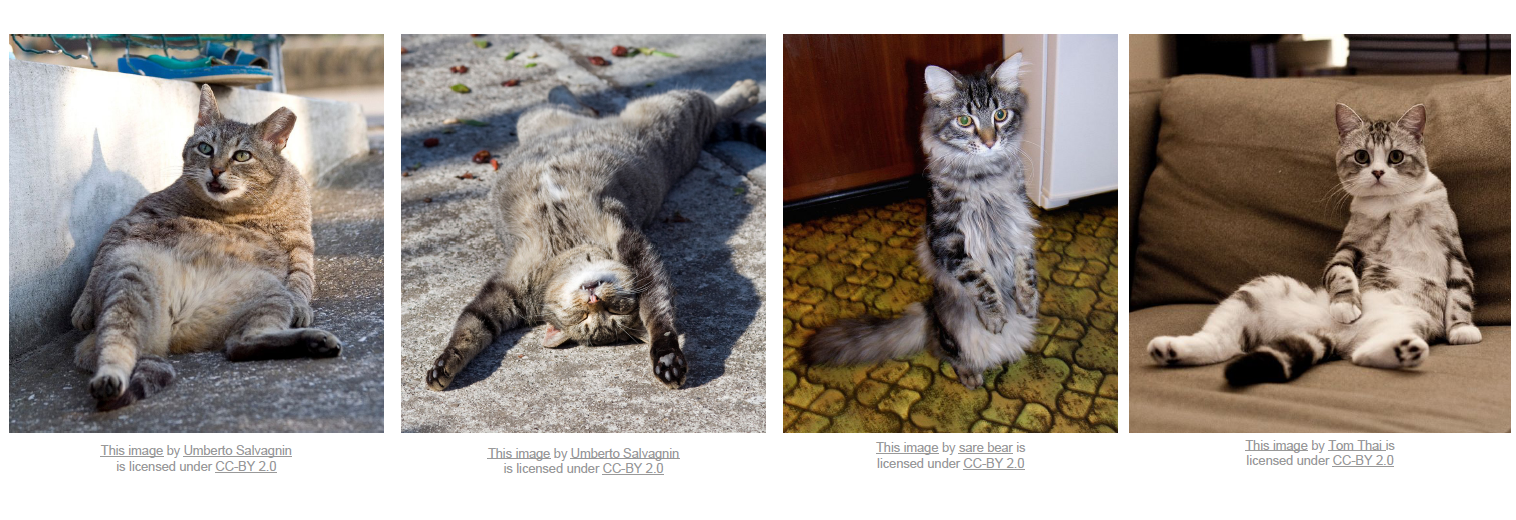 This image by Umberto Salvagnin
is licensed under CC-BY 2.0
This image by Umberto Salvagnin
is licensed under CC-BY 2.0
This image by sare bear is
licensed under CC-BY 2.0
This image by Tom Thai is
licensed under CC-BY 2.0